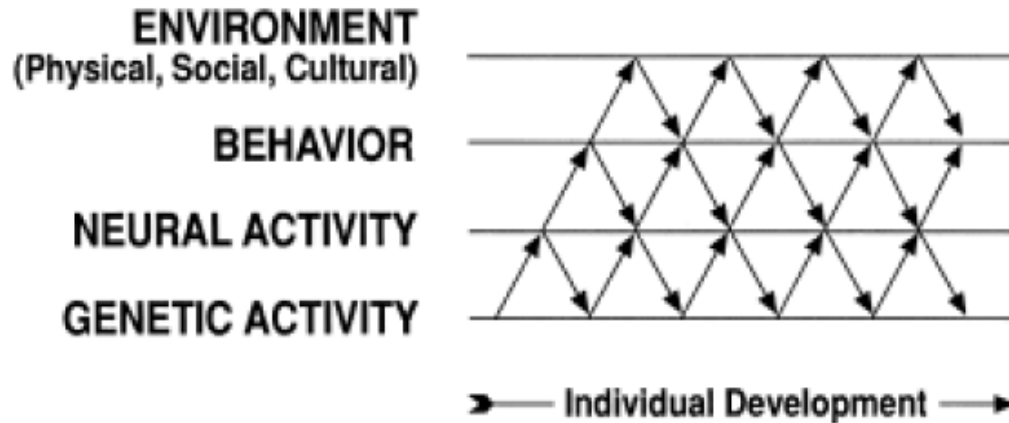 ENVIRONMENT
(Physical, Social, Cultural)
BEHAVIOR
NEURAL ACTIVITY
GENETIC ACTIVITY
Individual Development